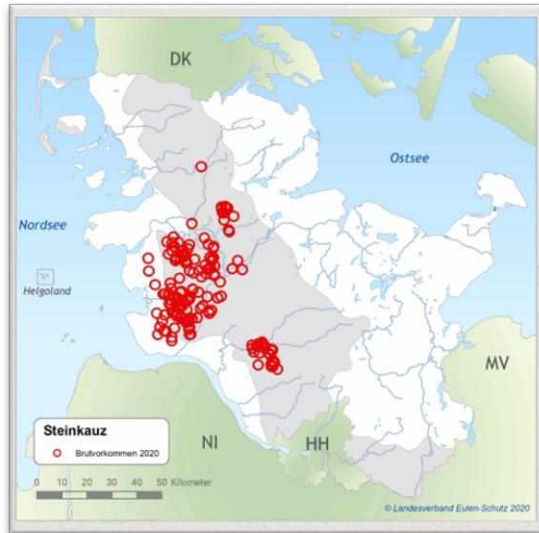 DK
Ostsee
Nordsee
Helgoland
MV
Steinkauz
Brutvorkommen 2020
NI
HH
0 10 20 30 40 50 Kilometer
© Landesverband Eulen-Schutz 2020